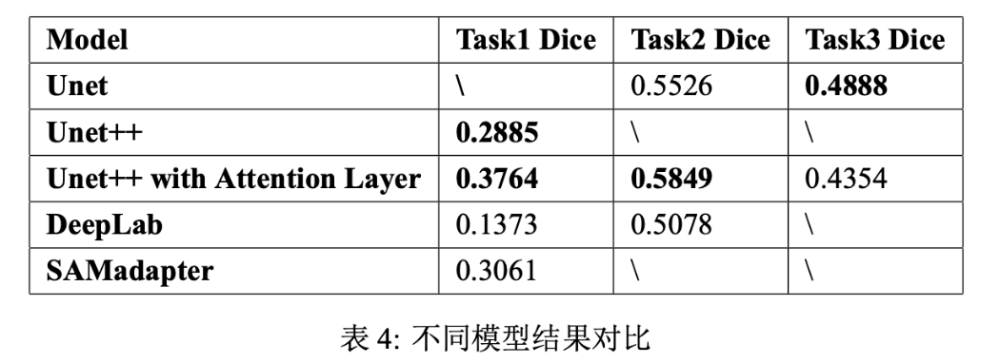 Model Task1 Dice Task2 Dice Task3 Dice
Unet \ 0.5526 0.4888
Unet++ 0.2885 \ \
Unet++ with Attention Layer 0.3764 0.5849 0.4354
DeepLab 0.1373 0.5078 \
SAMadapter 0.3061 \ \
表 4: 不同模型结果对比